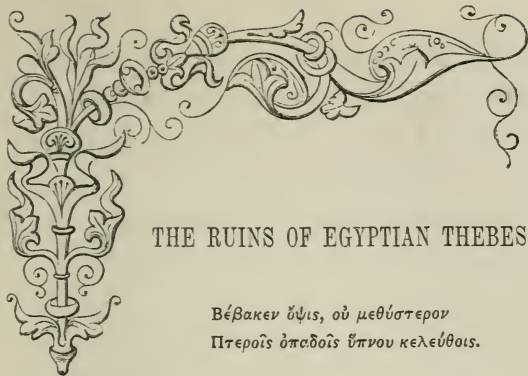 THE RUINS OF EGYPTIAN THEBES
Βέβακεν ὄψις, οὐ μεθύστερον
Πτεροῖς ὀπαδοῖς ὕπνου κελεύθοις.